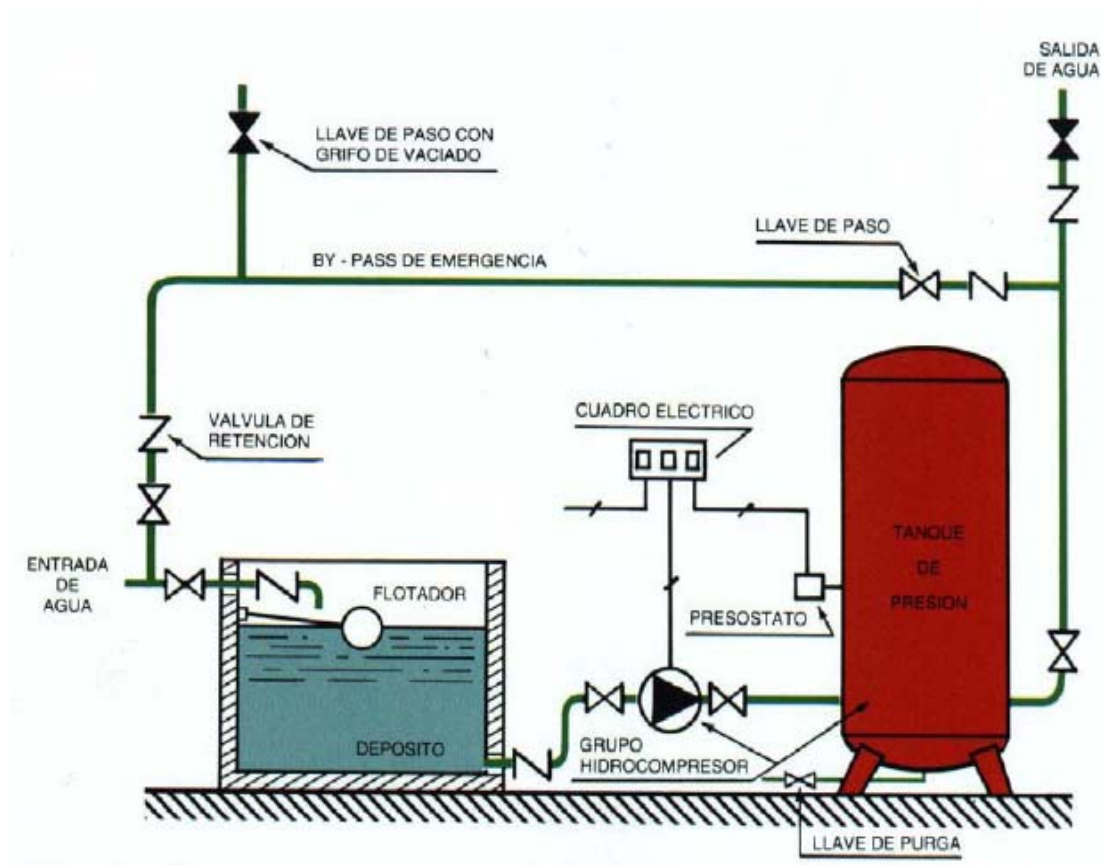 SALIDA
DE AGUA
LLAVE DE PASO CON
GRIFO DE VACIADO
LLAVE DE PASO
BY - PASS DE EMERGENCIA
VALVULA DE
RETENCION
CUADRO ELECTRICO
ENTRADA
DE
AGUA
FLOTADOR
TANQUE
DE
PRESION
PRESOSTATO
DEPOSITO
GRUPO
HIDROCOMPRESOR
LLAVE DE PURGA